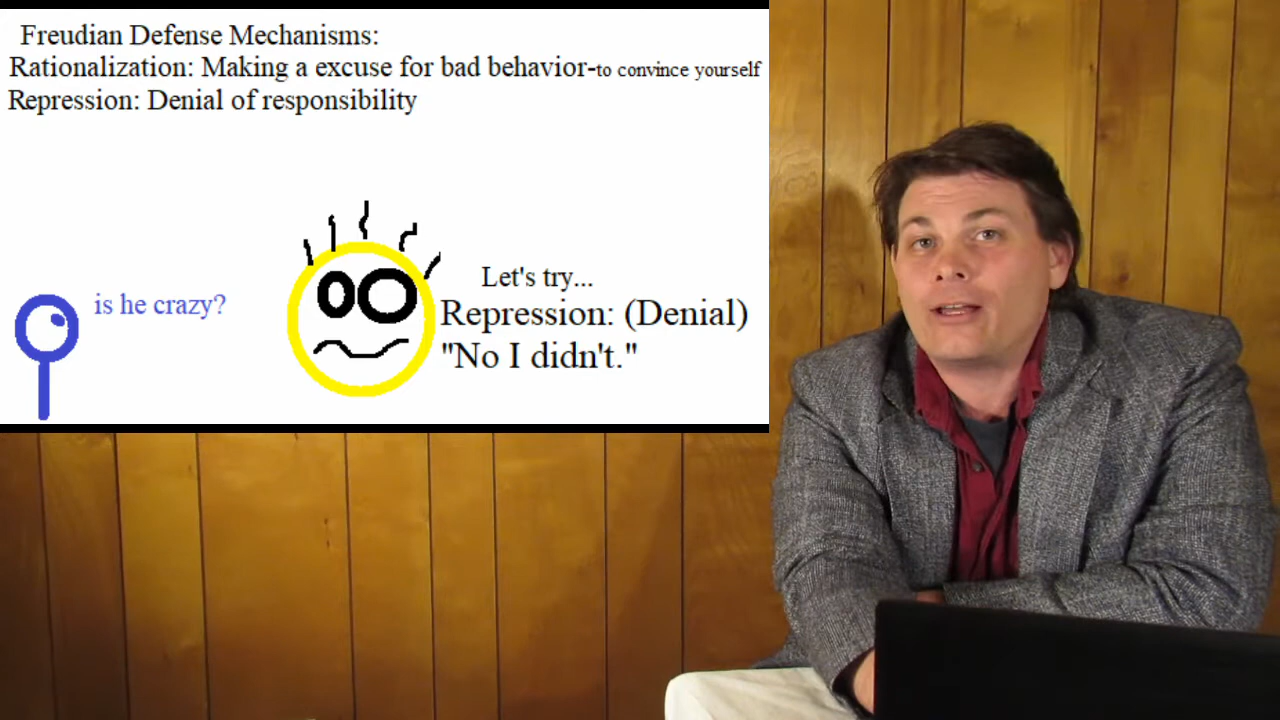 Freudian Defense Mechanisms:
Rationalization: Making a excuse for bad behavior-to convince yourself
Repression: Denial of responsibility
is he crazy?
Let's try...
Repression: (Denial)
"No I didn't."